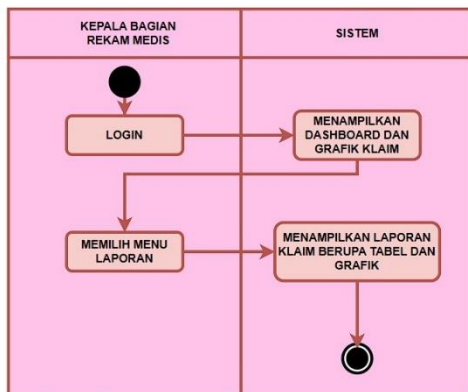 KEPALA BAGIAN
REKAM MEDIS
SISTEM
LOGIN
MENAMPILKAN
DASHBOARD DAN
GRAFIK KLAIM
MEMILIH MENU
LAPORAN
MENAMPILKAN LAPORAN
KLAIM BERUPA TABEL DAN
GRAFIK